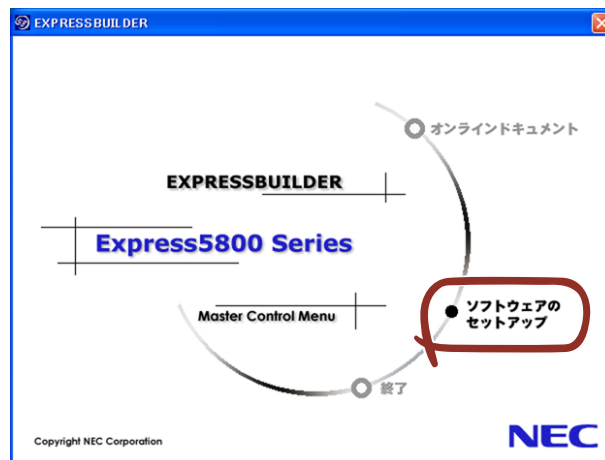 EXPRESSBUILDER
オンラインドキュメント
EXPRESSBUILDER
Express5800 Series
ソフトウェアの
セットアップ
Master Control Menu
終了
Copyright NEC Corporation
NEC